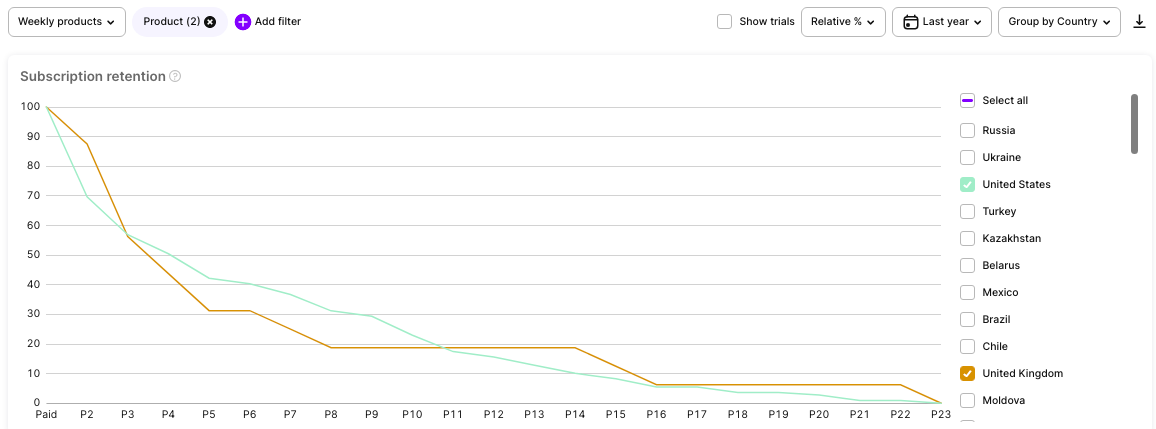 Weekly products Product (2) Add filter Show trials Relative % Last year Group by Country
Subscription retention ?
100
90
80
70
60
50
40
30
20
10
0
Paid P2 P3 P4 P5 P6 P7 P8 P9 P10 P11 P12 P13 P14 P15 P16 P17 P18 P19 P20 P21 P22 P23
Select all
Russia
Ukraine
United States
Turkey
Kazakhstan
Belarus
Mexico
Brazil
Chile
United Kingdom
Moldova